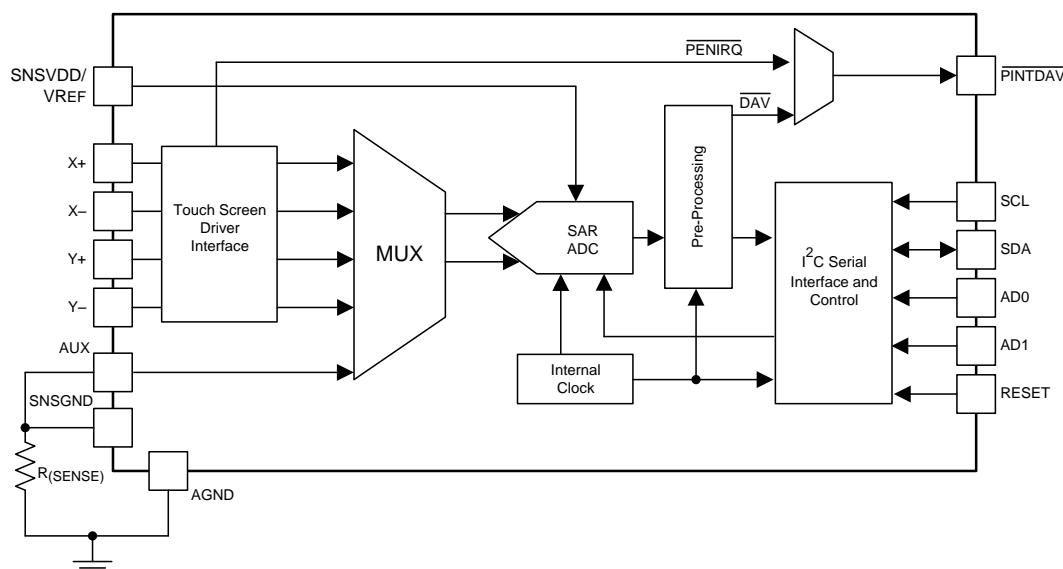 PENIRQ
SNSVDD/
VREF
PINTDAV
DAV
X+
X–
Y+
Y–
Touch Screen
Driver
Interface
MUX
SAR
ADC
Pre-Processing
I2C Serial
Interface and
Control
SCL
SDA
AD0
AD1
RESET
AUX
Internal
Clock
SNSGND
R(SENSE)
AGND